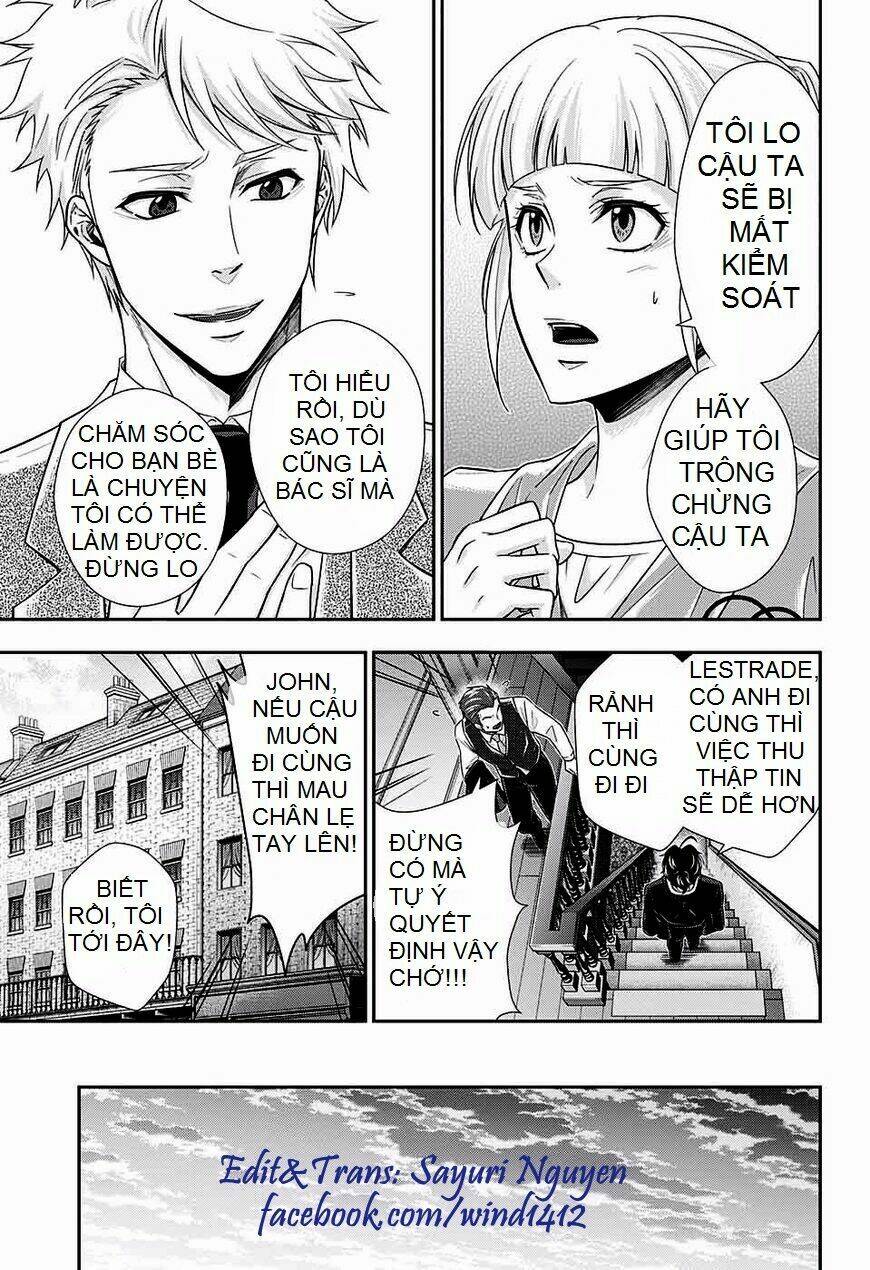 TÔI LO
CẬU TA
SẼ BỊ
MẤT
KIỂM
SOÁT
HÃY
GIÚP TÔI
TRÔNG
CHỪNG
CẬU TA
TÔI HIỂU
RỒI, DÙ
SAO TÔI
CŨNG LÀ
BÁC SĨ MÀ
CHĂM SÓC
CHO BẠN BÈ
LÀ CHUYỆN
TÔI CÓ THỂ
LÀM ĐƯỢC.
ĐỪNG LO
LESTRADE,
CÓ ANH ĐI
CÙNG THÌ
VIỆC THU
THẬP TIN
SẼ DỄ HƠN
RẢNH
THÌ
CÙNG
ĐI ĐI
ĐỪNG
CÓ MÀ
TỰ Ý
QUYẾT
ĐỊNH VẬY
CHỚ!!!
JOHN,
NẾU CẬU
MUỐN
ĐI CÙNG
THÌ MAU
CHÂN LẸ
TAY LÊN!
BIẾT
RỒI, TÔI
TỚI ĐÂY!
Edit&Trans: Sayuri Nguyen
facebook.com/wind1412